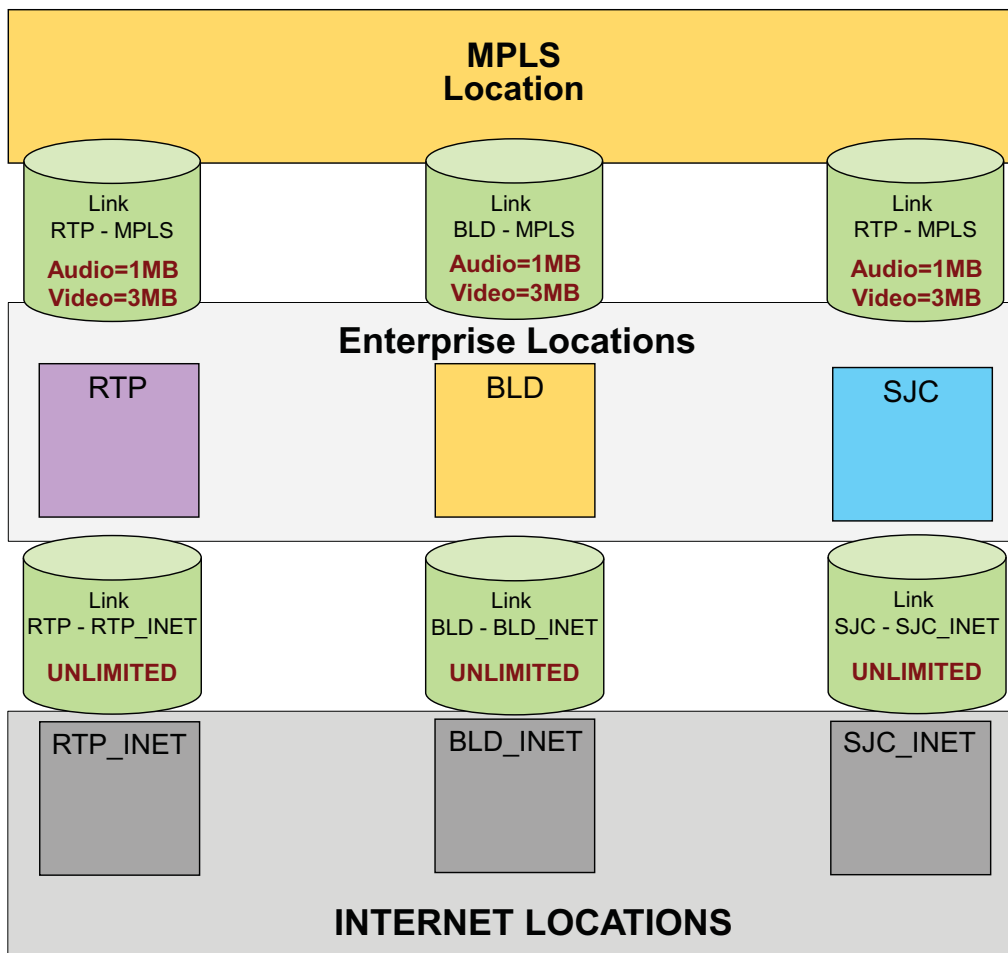 MPLS
Location
Link
RTP - MPLS
Audio=1MB
Video=3MB
Link
BLD - MPLS
Audio=1MB
Video=3MB
Link
RTP - MPLS
Audio=1MB
Video=3MB
Enterprise Locations
RTP
BLD
SJC
Link
RTP - RTP_INET
UNLIMITED
Link
BLD - BLD_INET
UNLIMITED
Link
SJC - SJC_INET
UNLIMITED
RTP_INET
BLD_INET
SJC_INET
INTERNET LOCATIONS